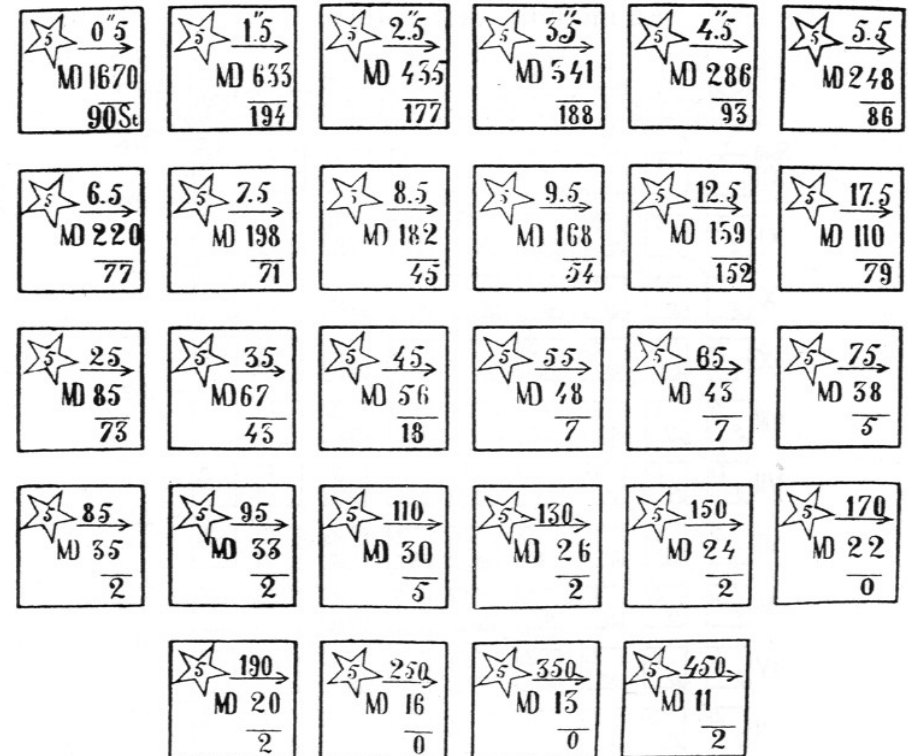 5 0"5
MD 1670
90St
5 1"5
MD 633
194
5 2"5
MD 435
177
5 3"5
MD 341
188
5 4"5
MD 286
93
5 5.5
MD 248
86
5 6.5
MD 220
77
5 7.5
MD 198
71
5 8.5
MD 182
45
5 9.5
MD 168
54
5 12.5
MD 139
152
5 17.5
MD 110
79
5 25
MD 85
73
5 35
MD 67
43
5 45
MD 56
18
5 55
MD 48
7
5 65
MD 43
7
5 75
MD 38
5
5 85
MD 35
2
5 95
MD 33
2
5 110
MD 30
5
5 130
MD 26
2
5 150
MD 24
2
5 170
MD 22
0
5 190
MD 20
2
5 250
MD 16
0
5 350
MD 13
0
5 450
MD 11
2